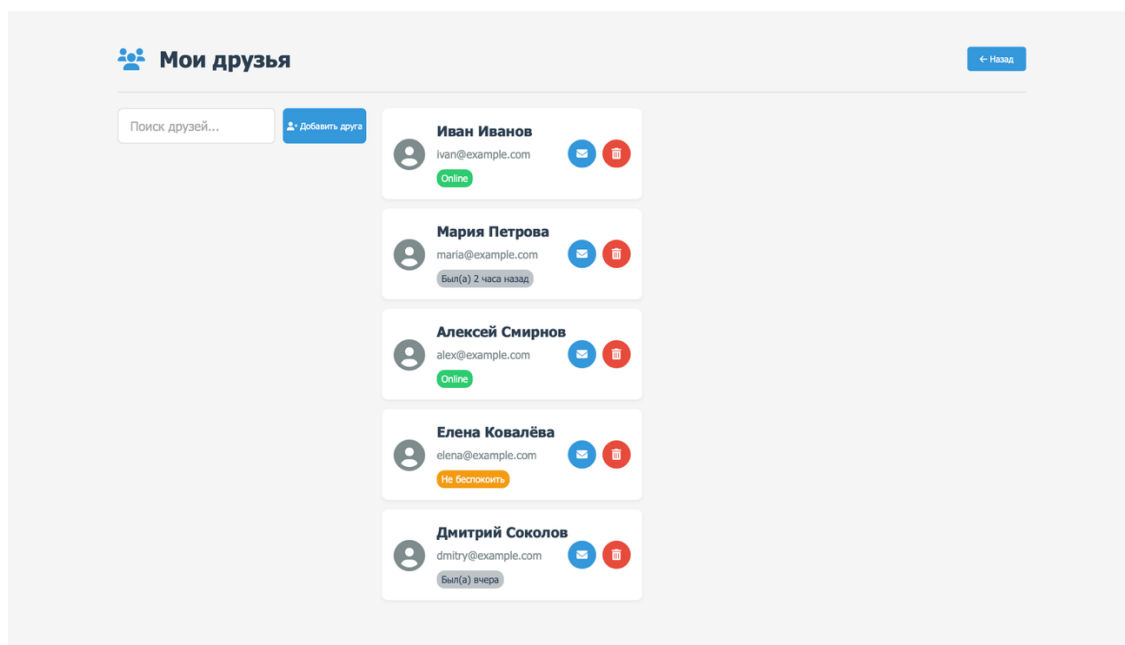 Мои друзья
← Назад
Поиск друзей...
Добавить друга
Иван Иванов
ivan@example.com
Online
Мария Петрова
maria@example.com
Был(а) 2 часа назад
Алексей Смирнов
alex@example.com
Online
Елена Ковалёва
elena@example.com
Не беспокоить
Дмитрий Соколов
dmitry@example.com
Был(а) вчера